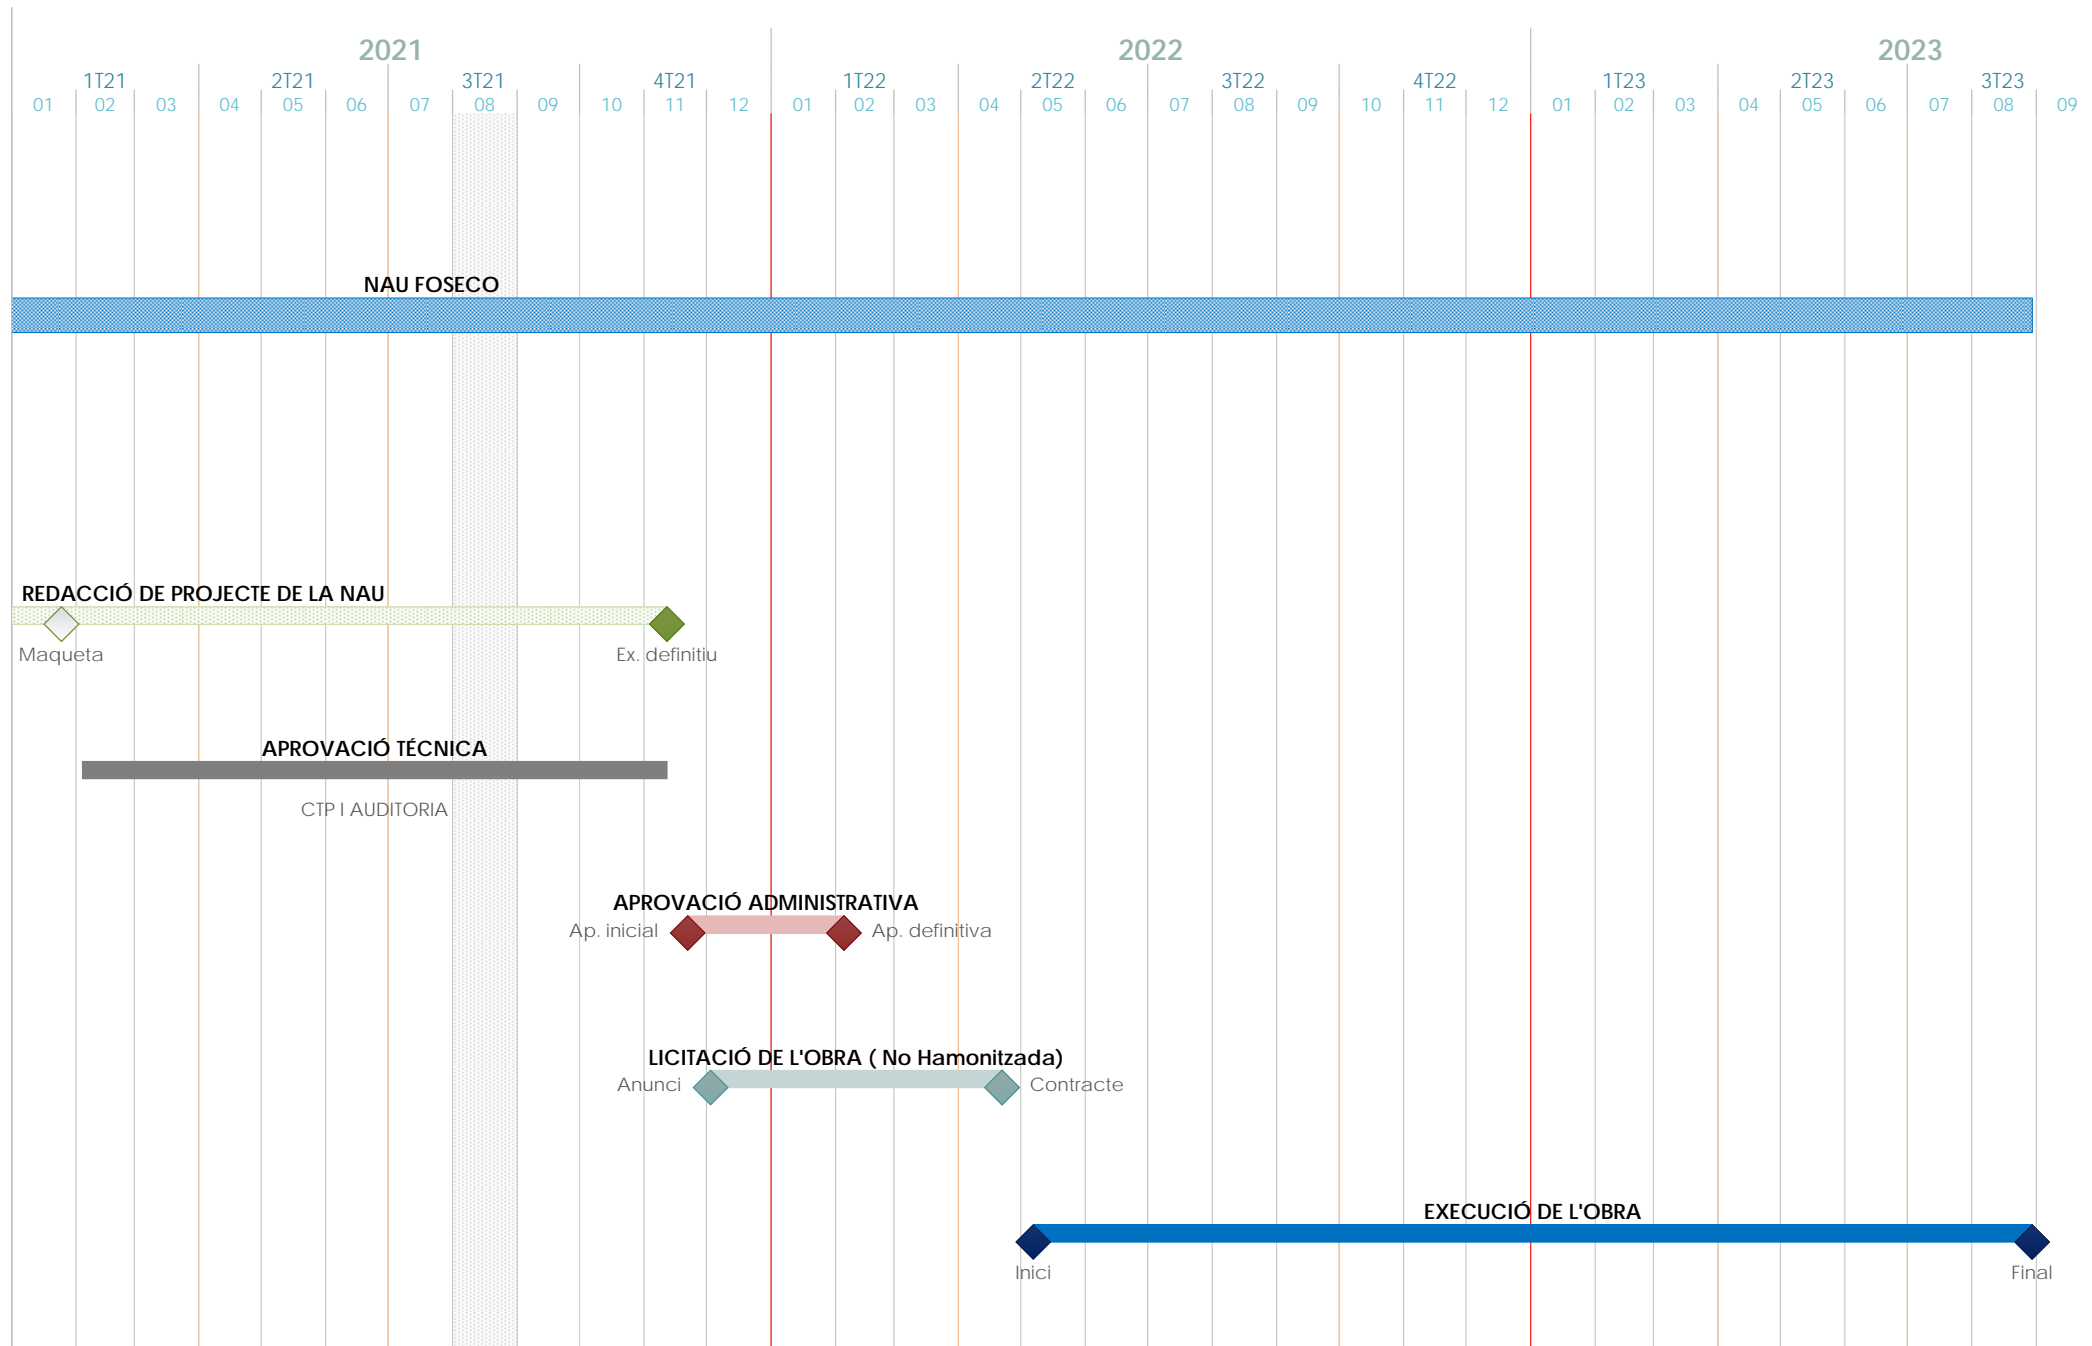 2021 2022 2023
1T21 2T21 3T21 4T21 1T22 2T22 3T22 4T22 1T23 2T23 3T23
01 02 03 04 05 06 07 08 09 10 11 12 01 02 03 04 05 06 07 08 09 10 11 12 01 02 03 04 05 06 07 08 09
NAU FOSECO
REDACCIÓ DE PROJECTE DE LA NAU
Maqueta Ex. definitiu
APROVACIÓ TÉCNICA
CTP I AUDITORIA
APROVACIÓ ADMINISTRATIVA
Ap. inicial Ap. definitiva
LICITACIÓ DE L'OBRA ( No Hamonitzada)
Anunci Contracte
EXECUCIÓ DE L'OBRA
Inici Final